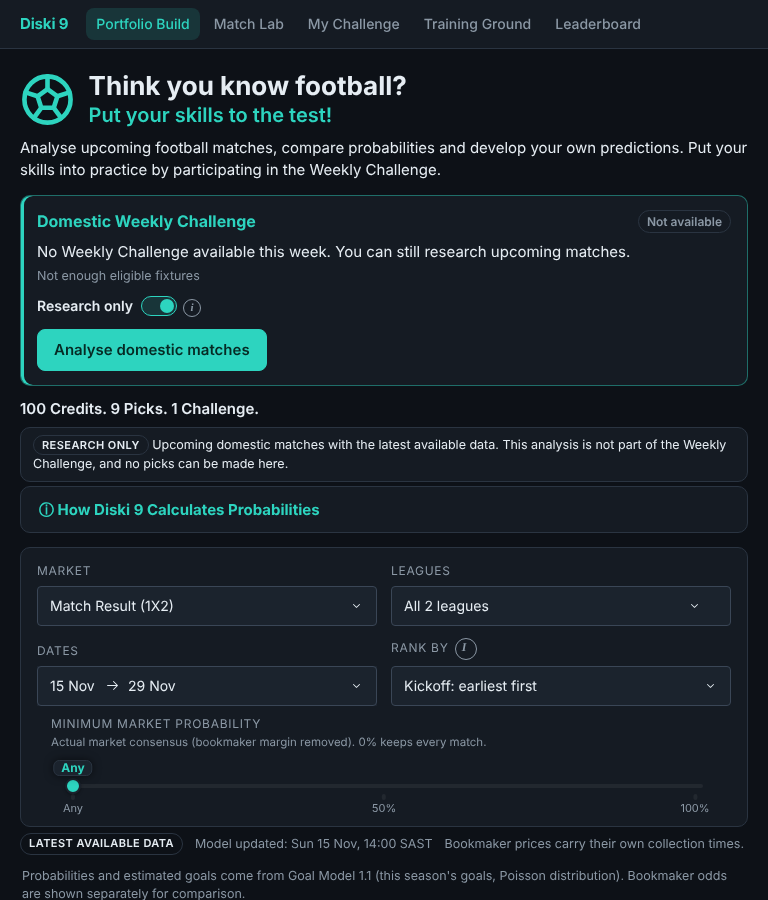 Diski 9 Portfolio Build Match Lab My Challenge Training Ground Leaderboard
Think you know football?
Put your skills to the test!
Analyse upcoming football matches, compare probabilities and develop your own predictions. Put your
skills into practice by participating in the Weekly Challenge.
Domestic Weekly Challenge Not available
No Weekly Challenge available this week. You can still research upcoming matches.
Not enough eligible fixtures
Research only i
Analyse domestic matches
100 Credits. 9 Picks. 1 Challenge.
RESEARCH ONLY Upcoming domestic matches with the latest available data. This analysis is not part of the Weekly
Challenge, and no picks can be made here.
ⓘ How Diski 9 Calculates Probabilities
MARKET LEAGUES
Match Result (1X2) All 2 leagues
DATES RANK BY I
15 Nov → 29 Nov Kickoff: earliest first
MINIMUM MARKET PROBABILITY
Actual market consensus (bookmaker margin removed). 0% keeps every match.
Any
Any 50% 100%
LATEST AVAILABLE DATA Model updated: Sun 15 Nov, 14:00 SAST Bookmaker prices carry their own collection times.
Probabilities and estimated goals come from Goal Model 1.1 (this season's goals, Poisson distribution). Bookmaker odds
are shown separately for comparison.